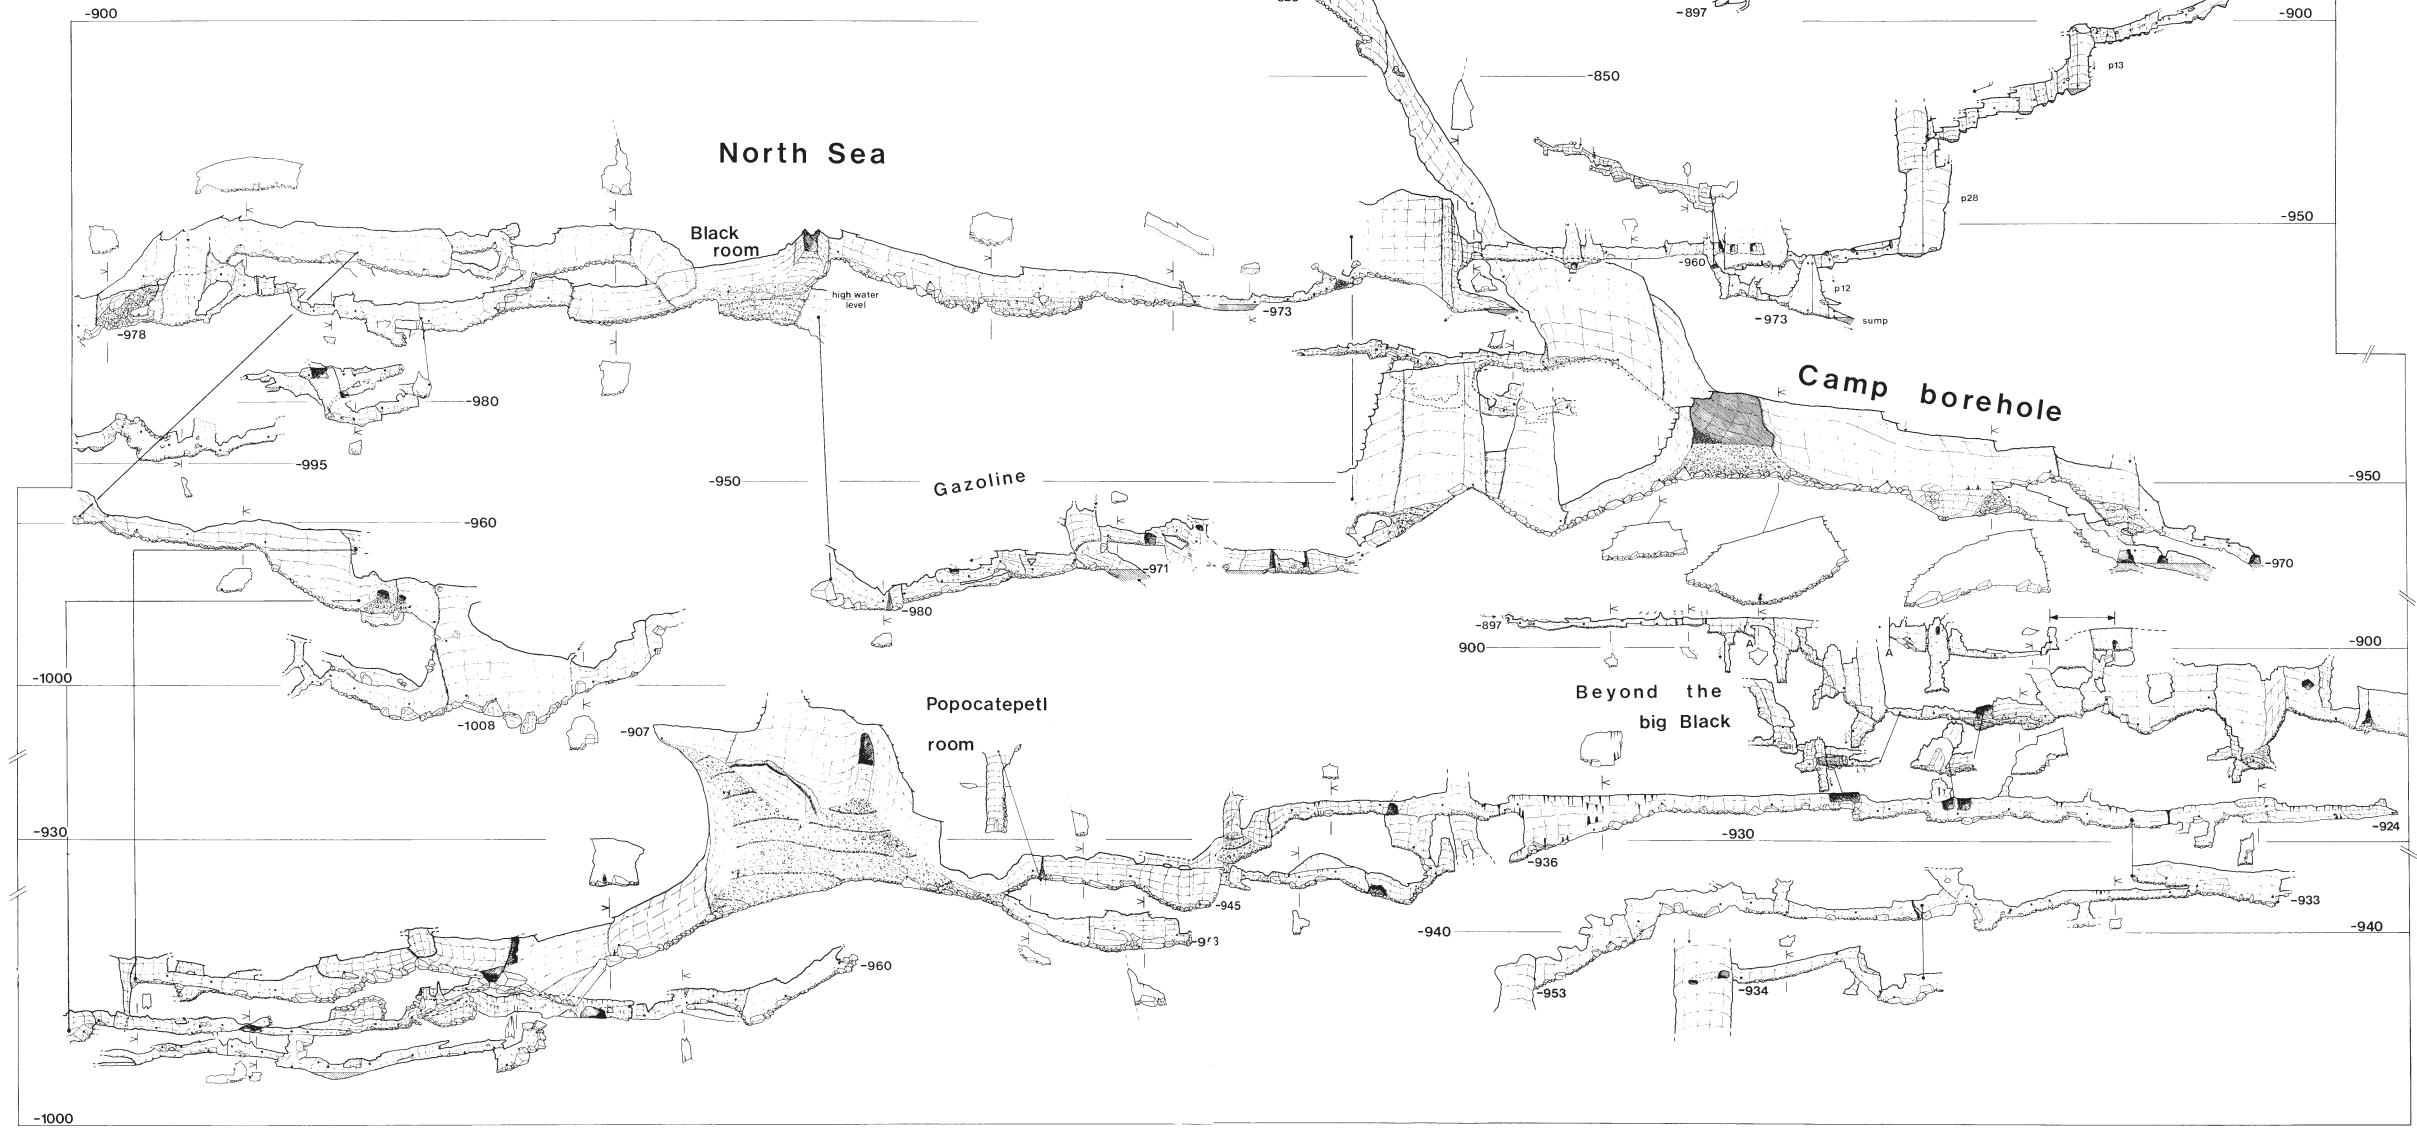 -900
-897
-900
-850
p13
North Sea
p28
-950
Black
room
-960
high water
level
p12
-973
-973
sump
-978
Camp borehole
-980
-995
-950
Gazoline
-950
-960
-971
-970
-980
-897
900
A
A
-900
-1000
Beyond the
big Black
Popocatepetl
room
-1008
-907
-930
-930
-924
-936
-945
-933
-940
-940
-960
-953
-934
-1000